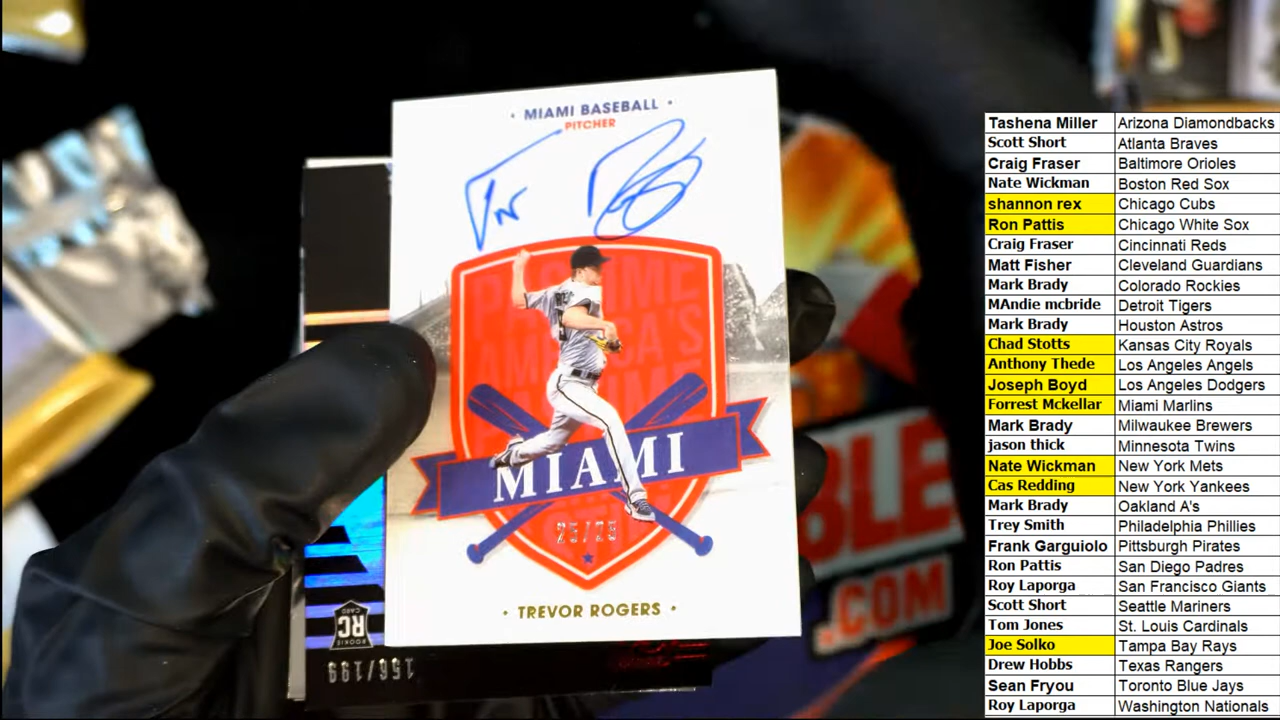 · MIAMI BASEBALL ·
PITCHER
MIAMI
25/25
· TREVOR ROGERS ·
RC
ROOKIE CARD
156/199
BLE
.COM
Tashena Miller Arizona Diamondbacks
Scott Short Atlanta Braves
Craig Fraser Baltimore Orioles
Nate Wickman Boston Red Sox
shannon rex Chicago Cubs
Ron Pattis Chicago White Sox
Craig Fraser Cincinnati Reds
Matt Fisher Cleveland Guardians
Mark Brady Colorado Rockies
MAndie mcbride Detroit Tigers
Mark Brady Houston Astros
Chad Stotts Kansas City Royals
Anthony Thede Los Angeles Angels
Joseph Boyd Los Angeles Dodgers
Forrest Mckellar Miami Marlins
Mark Brady Milwaukee Brewers
jason thick Minnesota Twins
Nate Wickman New York Mets
Cas Redding New York Yankees
Mark Brady Oakland A's
Trey Smith Philadelphia Phillies
Frank Garguiolo Pittsburgh Pirates
Ron Pattis San Diego Padres
Roy Laporga San Francisco Giants
Scott Short Seattle Mariners
Tom Jones St. Louis Cardinals
Joe Solko Tampa Bay Rays
Drew Hobbs Texas Rangers
Sean Fryou Toronto Blue Jays
Roy Laporga Washington Nationals